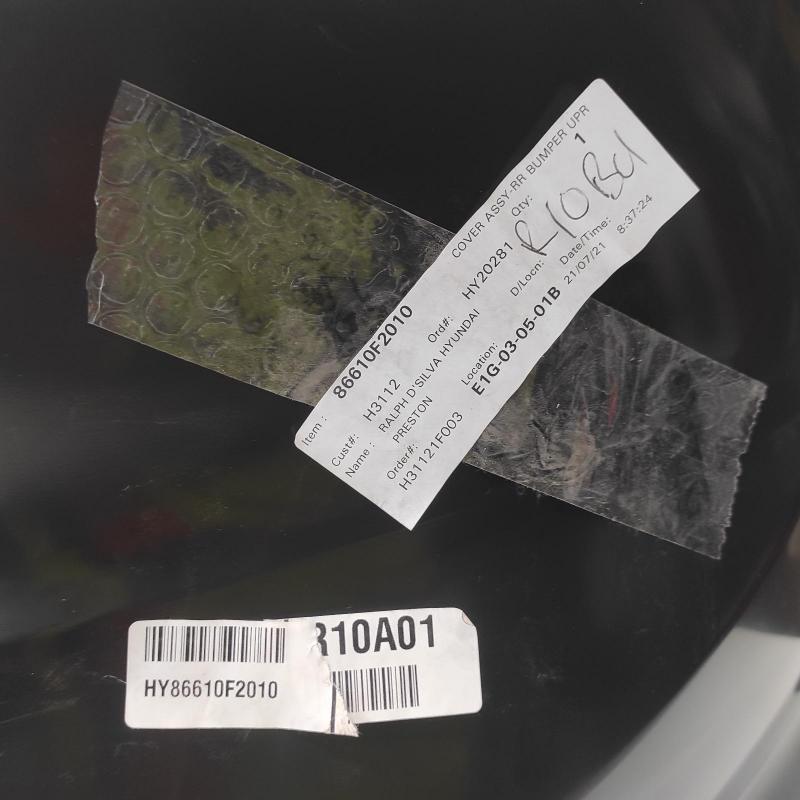 COVER ASSY-RR BUMPER UPR
Item : 86610F2010
Ord#: HY20281 Qty: 1
Cust#: H3112
Name : RALPH D'SILVA HYUNDAI
PRESTON
D/Locn: R10B01
Date/Time:
21/07/21 8:37:24
Order#: Location:
H31121F003 E1G-03-05-01B
R10A01
HY86610F2010